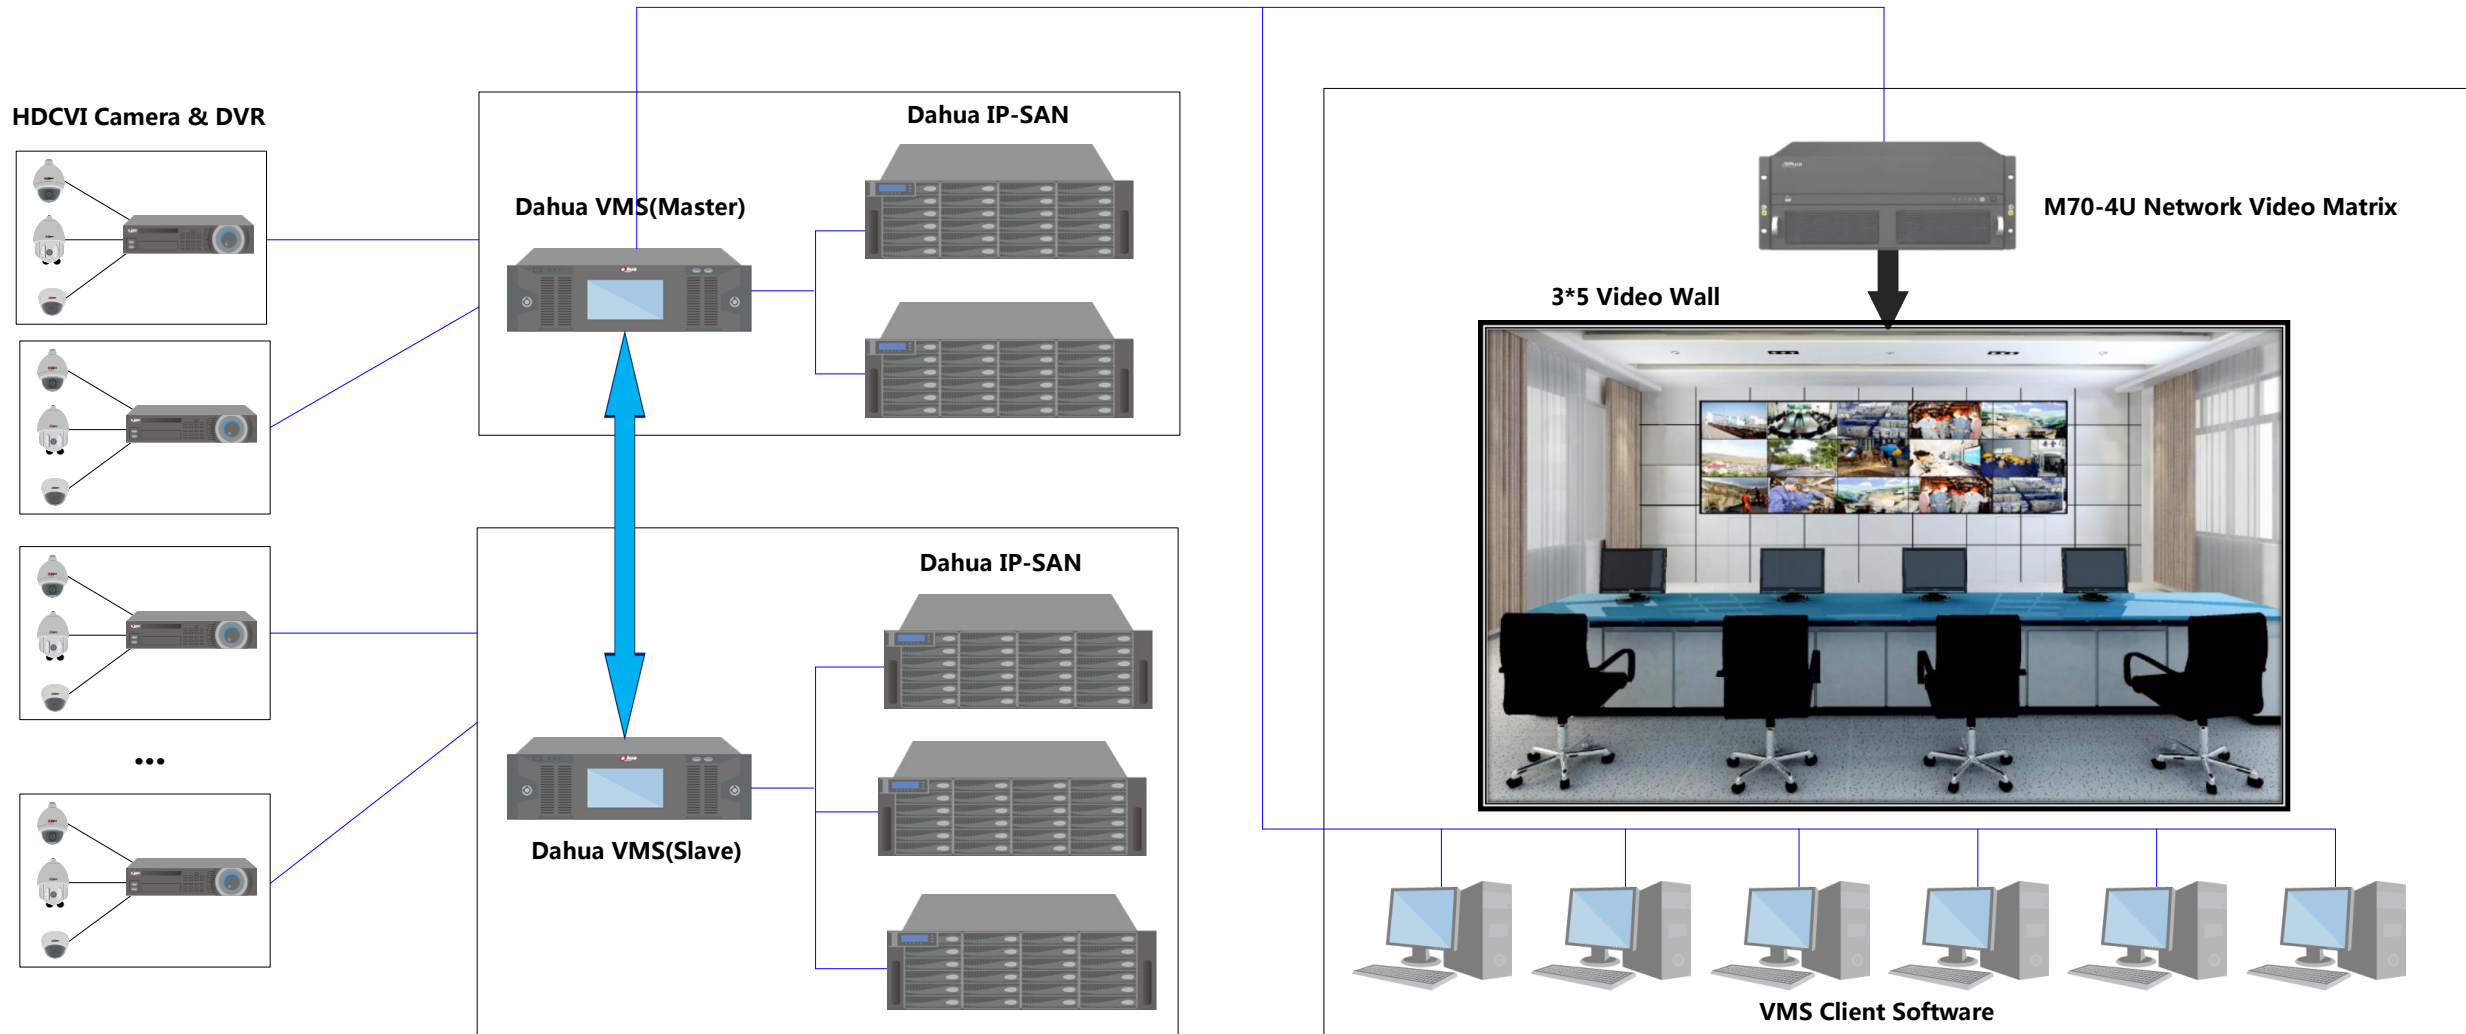 HDCVI Camera & DVR
Dahua IP-SAN
Dahua VMS(Master)
M70-4U Network Video Matrix
3*5 Video Wall
Dahua IP-SAN
...
Dahua VMS(Slave)
VMS Client Software